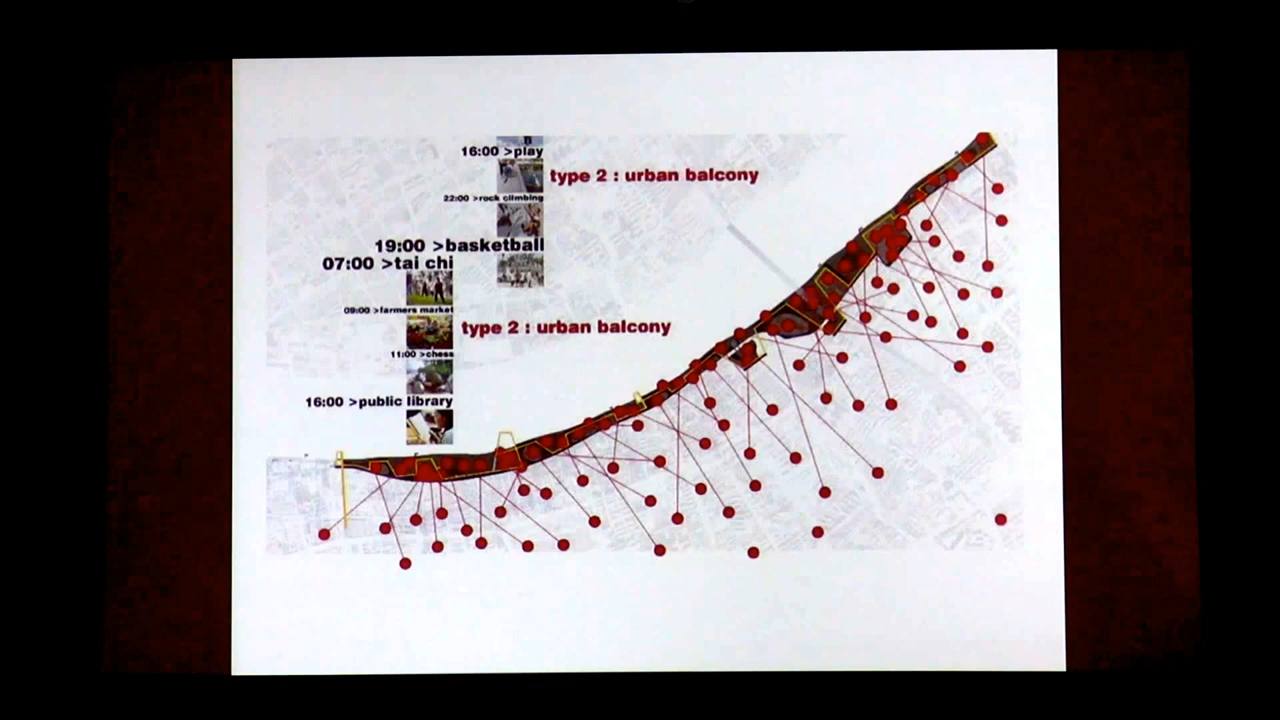 16:00 >play
type 2 : urban balcony
22:00 >rock climbing
19:00 >basketball
07:00 >tai chi
09:00 >farmers market
type 2 : urban balcony
11:00 >chess
16:00 >public library